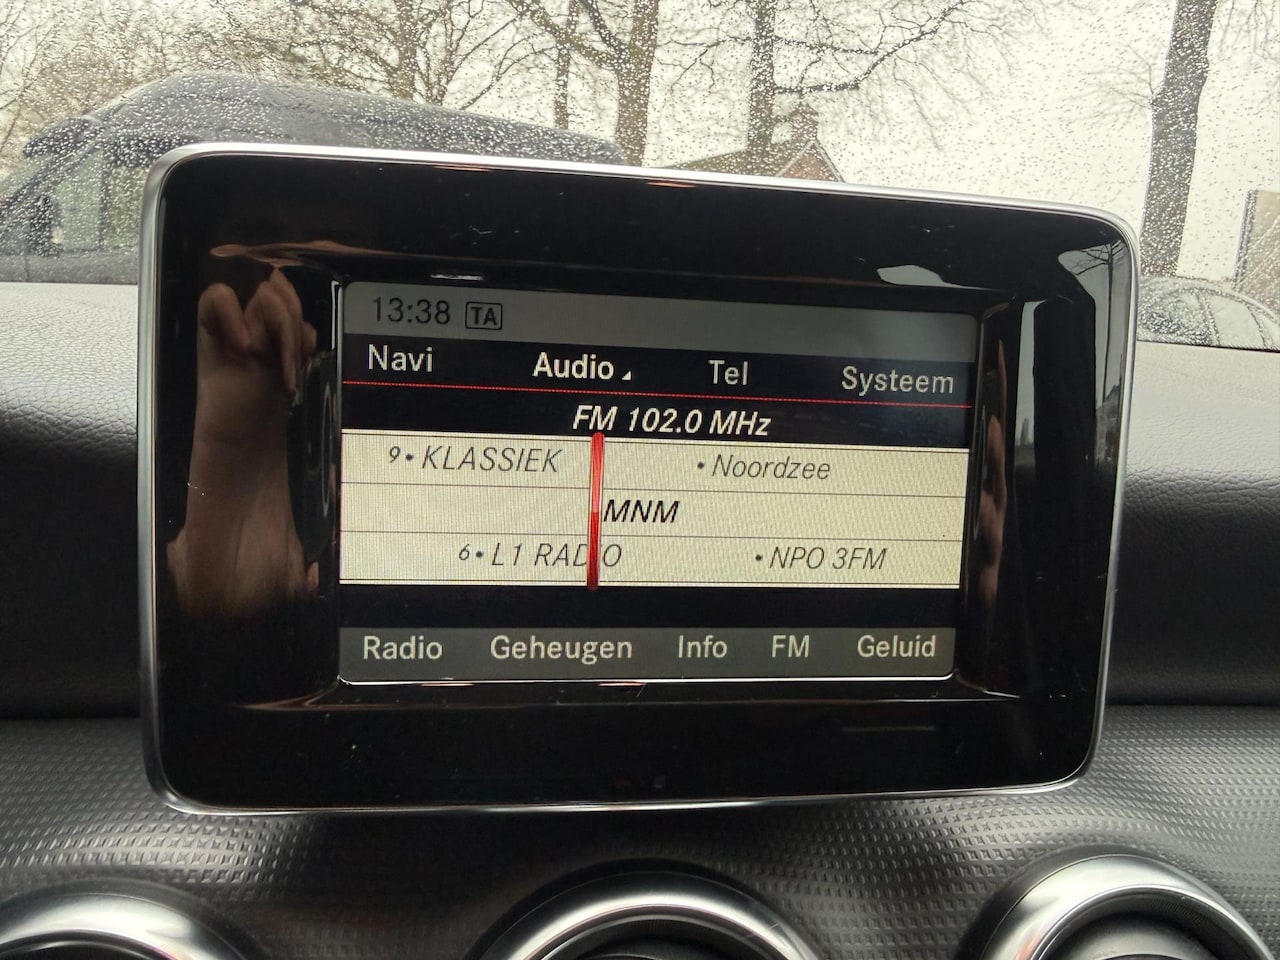 13:38 TA
Navi Audio Tel Systeem
FM 102.0 MHz
9• KLASSIEK • Noordzee
MNM
6• L1 RADIO • NPO 3FM
Radio Geheugen Info FM Geluid